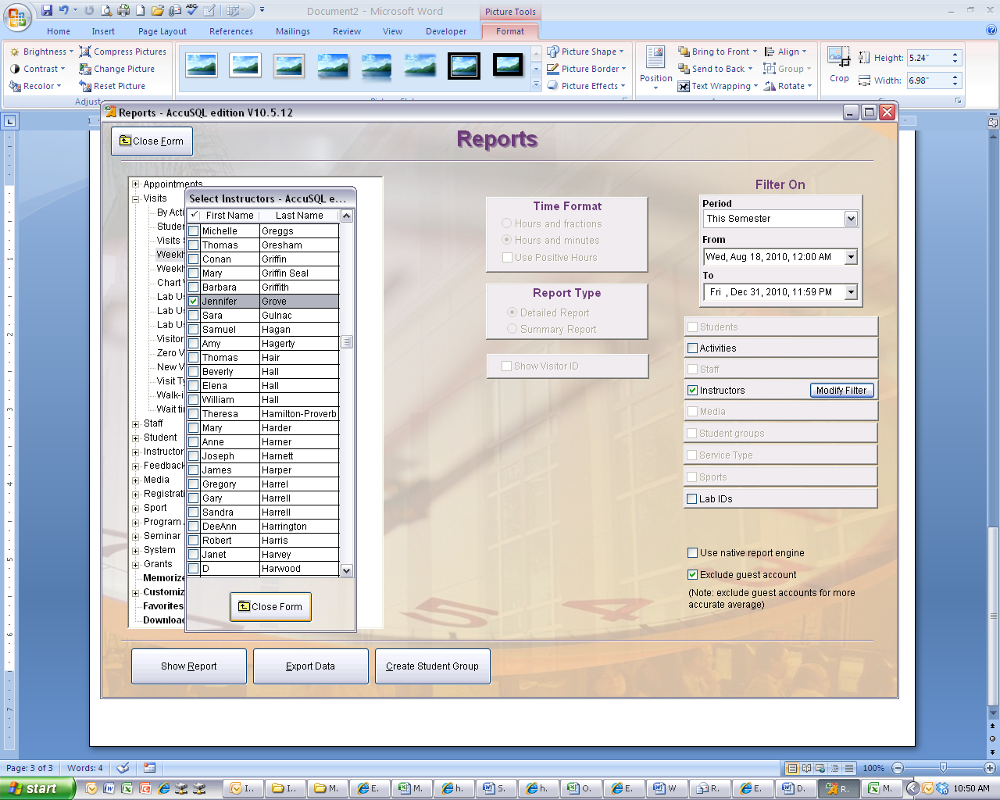 Document2 - Microsoft Word
Picture Tools
Home
Insert
Page Layout
References
Mailings
Review
View
Developer
Format
Brightness
Contrast
Recolor
Compress Pictures
Change Picture
Reset Picture
Picture Shape
Picture Border
Picture Effects
Position
Bring to Front
Send to Back
Text Wrapping
Align
Group
Rotate
Crop
Height: 5.24"
Width: 6.98"
Adjust
Reports - AccuSQL edition V10.5.12
Close Form
Reports
Appointments
Visits
By Acti
Studen
Visits S
Weekl
Weekl
Chart V
Lab Us
Lab Us
Lab Us
Visitor
Zero V
New V
Visit Ty
Walk-i
Wait tin
Staff
Student
Instructor
Feedback
Media
Registrati
Sport
Program
Seminar
System
Grants
Memorize
Customiz
Favorites
Download
Select Instructors - AccuSQL e...
First Name Last Name
Michelle Greggs
Thomas Gresham
Conan Griffin
Mary Griffin Seal
Barbara Griffith
Jennifer Grove
Sara Gulnac
Samuel Hagan
Amy Hagerty
Thomas Hair
Beverly Hall
Elena Hall
William Hall
Theresa Hamilton-Proverb
Mary Harder
Anne Harner
Joseph Harnett
James Harper
Gregory Harrel
Gary Harrell
Sandra Harrell
DeeAnn Harrington
Robert Harris
Janet Harvey
D Harwood
Close Form
Time Format
Hours and fractions
Hours and minutes
Use Positive Hours
Report Type
Detailed Report
Summary Report
Show Visitor ID
Filter On
Period
This Semester
From
Wed, Aug 18, 2010, 12:00 AM
To
Fri , Dec 31, 2010, 11:59 PM
Students
Activities
Staff
Instructors Modify Filter
Media
Student groups
Service Type
Sports
Lab IDs
Use native report engine
Exclude guest account
(Note: exclude guest accounts for more
accurate average)
Show Report
Export Data
Create Student Group
Page: 3 of 3
Words: 4
100%
start
I..
I...
M.
E.
M.
h.
S.
h.
O.
E.
W
R.
E.
D.
R.
M.
10:50 AM